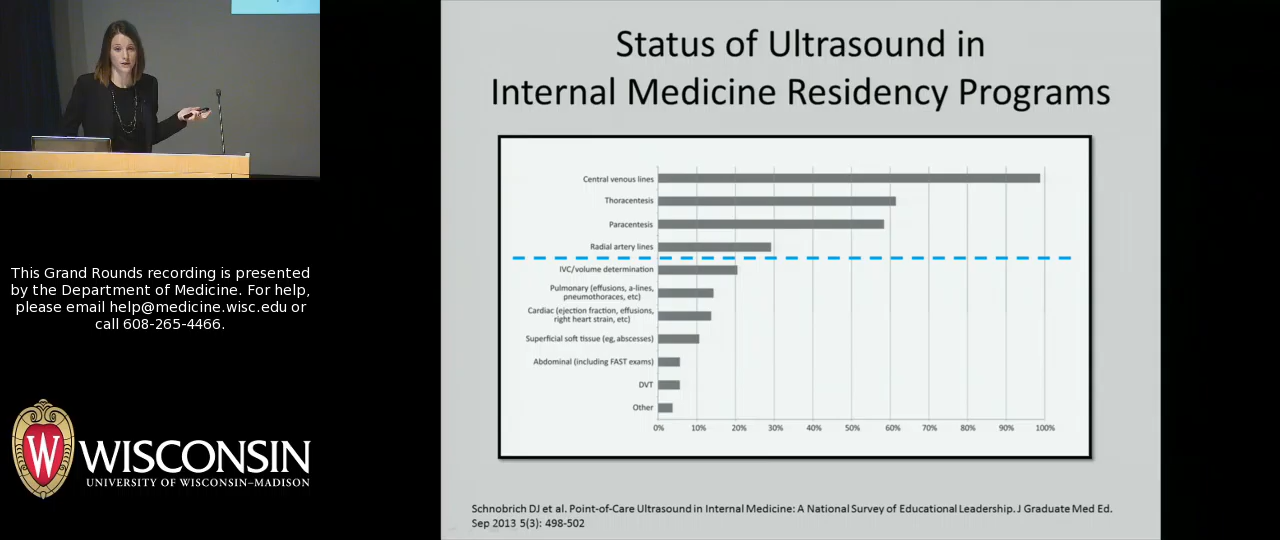 Status of Ultrasound in
Internal Medicine Residency Programs
Central venous lines
Thoracentesis
Paracentesis
Radial artery lines
IVC/volume determination
Pulmonary (effusions, a-lines,
pneumothoraces, etc)
Cardiac (ejection fraction, effusions,
right heart strain, etc)
Superficial soft tissue (eg, abscesses)
Abdominal (including FAST exams)
DVT
Other
0% 10% 20% 30% 40% 50% 60% 70% 80% 90% 100%
Schnobrich DJ et al. Point-of-Care Ultrasound in Internal Medicine: A National Survey of Educational Leadership. J Graduate Med Ed.
Sep 2013 5(3): 498-502
This Grand Rounds recording is presented
by the Department of Medicine. For help,
please email help@medicine.wisc.edu or
call 608-265-4466.
W
WISCONSIN
UNIVERSITY OF WISCONSIN–MADISON